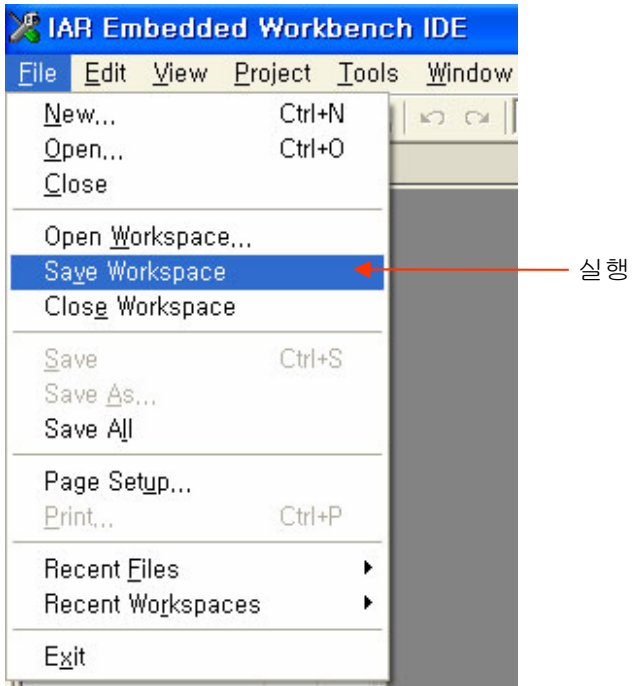 IAR Embedded Workbench IDE
File Edit View Project Tools Window
New... Ctrl+N
Open... Ctrl+O
Close
Open Workspace...
Save Workspace
실행
Close Workspace
Save Ctrl+S
Save As...
Save All
Page Setup...
Print... Ctrl+P
Recent Files
Recent Workspaces
Exit